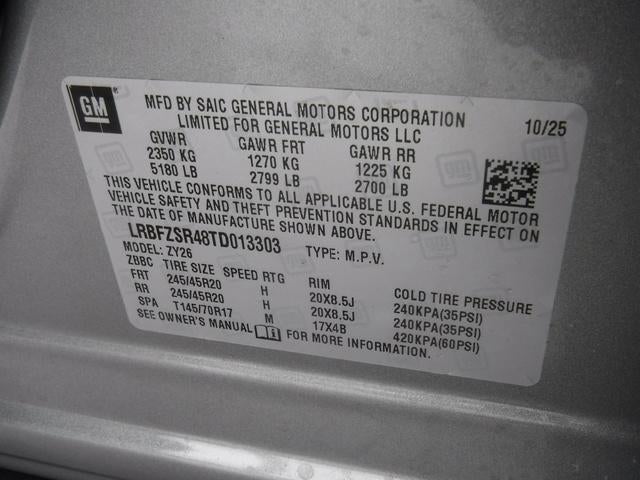 GM
MFD BY SAIC GENERAL MOTORS CORPORATION
LIMITED FOR GENERAL MOTORS LLC
10/25
GVWR GAWR FRT GAWR RR
2350 KG 1270 KG 1225 KG
5180 LB 2799 LB 2700 LB
THIS VEHICLE CONFORMS TO ALL APPLICABLE U.S. FEDERAL MOTOR
VEHICLE SAFETY AND THEFT PREVENTION STANDARDS IN EFFECT ON
THE DATE OF MANUFACTURE SHOWN ABOVE.
LRBFZSR48TD013303 TYPE: M.P.V.
MODEL: ZY26
ZBBC TIRE SIZE SPEED RTG RIM COLD TIRE PRESSURE
FRT 245/45R20 H 20X8.5J 240KPA(35PSI)
RR 245/45R20 H 20X8.5J 240KPA(35PSI)
SPA T145/70R17 M 17X4B 420KPA(60PSI)
SEE OWNER'S MANUAL FOR MORE INFORMATION.